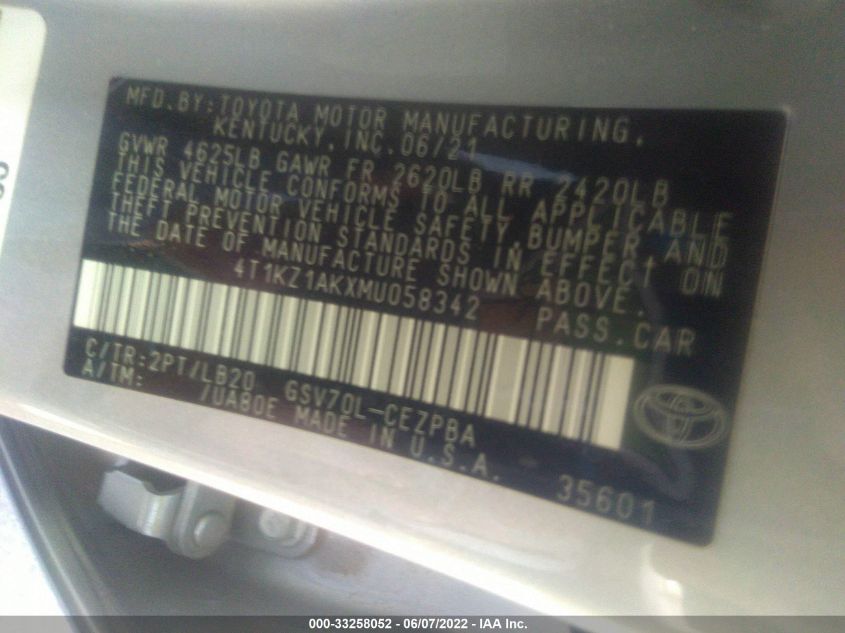 MFD.BY:TOYOTA MOTOR MANUFACTURING,
KENTUCKY,INC.06/21
GVWR 4625LB GAWR FR 2620LB RR 2420LB
THIS VEHICLE CONFORMS TO ALL APPLICABLE
FEDERAL MOTOR VEHICLE SAFETY,BUMPER,AND
THEFT PREVENTION STANDARDS IN EFFECT ON
THE DATE OF MANUFACTURE SHOWN ABOVE.
4T1KZ1AKXMU058342 PASS.CAR
C/TR:2PT/LB20 GSV70L-CEZPBA
A/TM: /UA80E MADE IN U.S.A.
35601
000-33258052 - 06/07/2022 - IAA Inc.